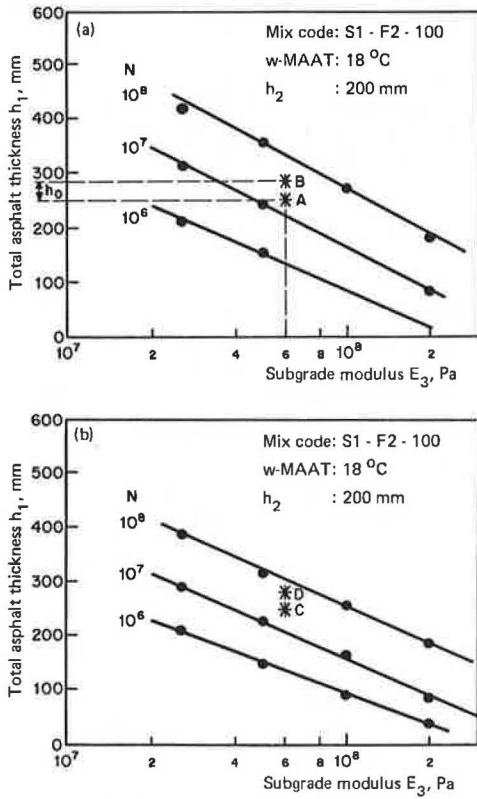 (a)
Mix code: S1 - F2 - 100
w-MAAT: 18 °C
h₂ : 200 mm
Total asphalt thickness h₁, mm
600
500
400
300
200
100
0
N
10⁸
10⁷
10⁶
h₀
B
A
10⁷ 2 4 6 8 10⁸ 2
Subgrade modulus E₃, Pa
(b)
Mix code: S1 - F2 - 100
w-MAAT: 18 °C
h₂ : 200 mm
Total asphalt thickness h₁, mm
600
500
400
300
200
100
0
N
10⁸
10⁷
10⁶
D
C
10⁷ 2 4 6 8 10⁸ 2
Subgrade modulus E₃, Pa